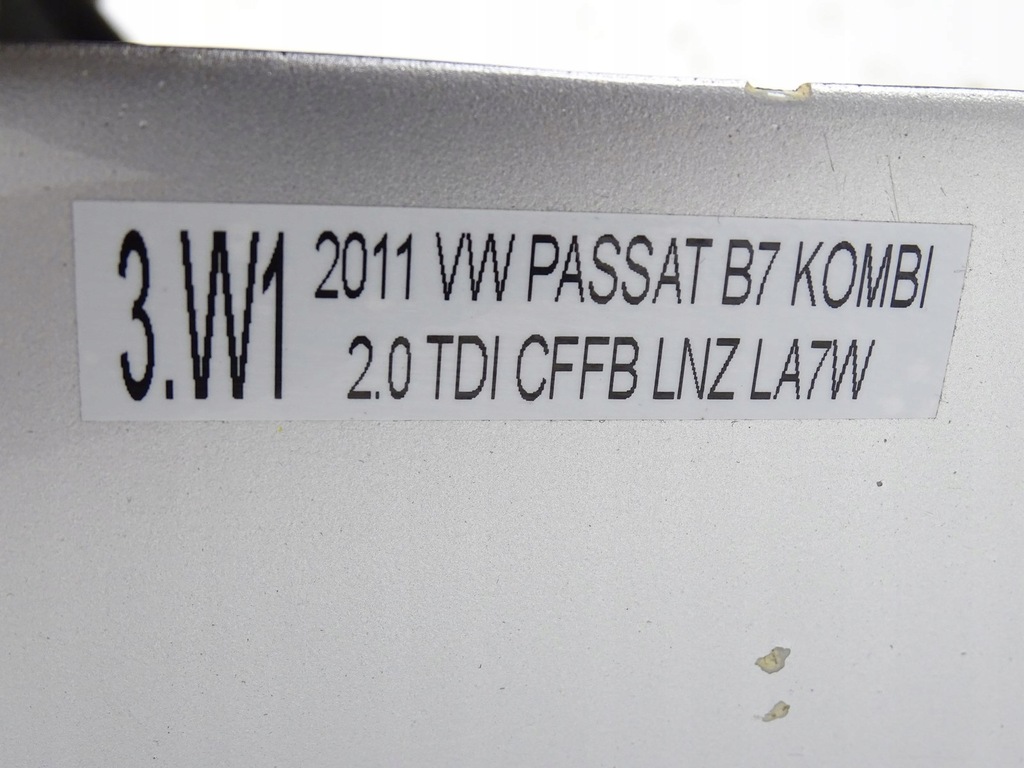 3.W1
2011 VW PASSAT B7 KOMBI
2.0 TDI CFFB LNZ LA7W